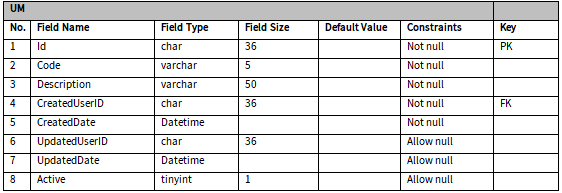 UM
No. Field Name Field Type Field Size Default Value Constraints Key
1 Id char 36 Not null PK
2 Code varchar 5 Not null
3 Description varchar 50 Not null
4 CreatedUserID char 36 Not null FK
5 CreatedDate Datetime Not null
6 UpdatedUserID char 36 Allow null
7 UpdatedDate Datetime Allow null
8 Active tinyint 1 Allow null